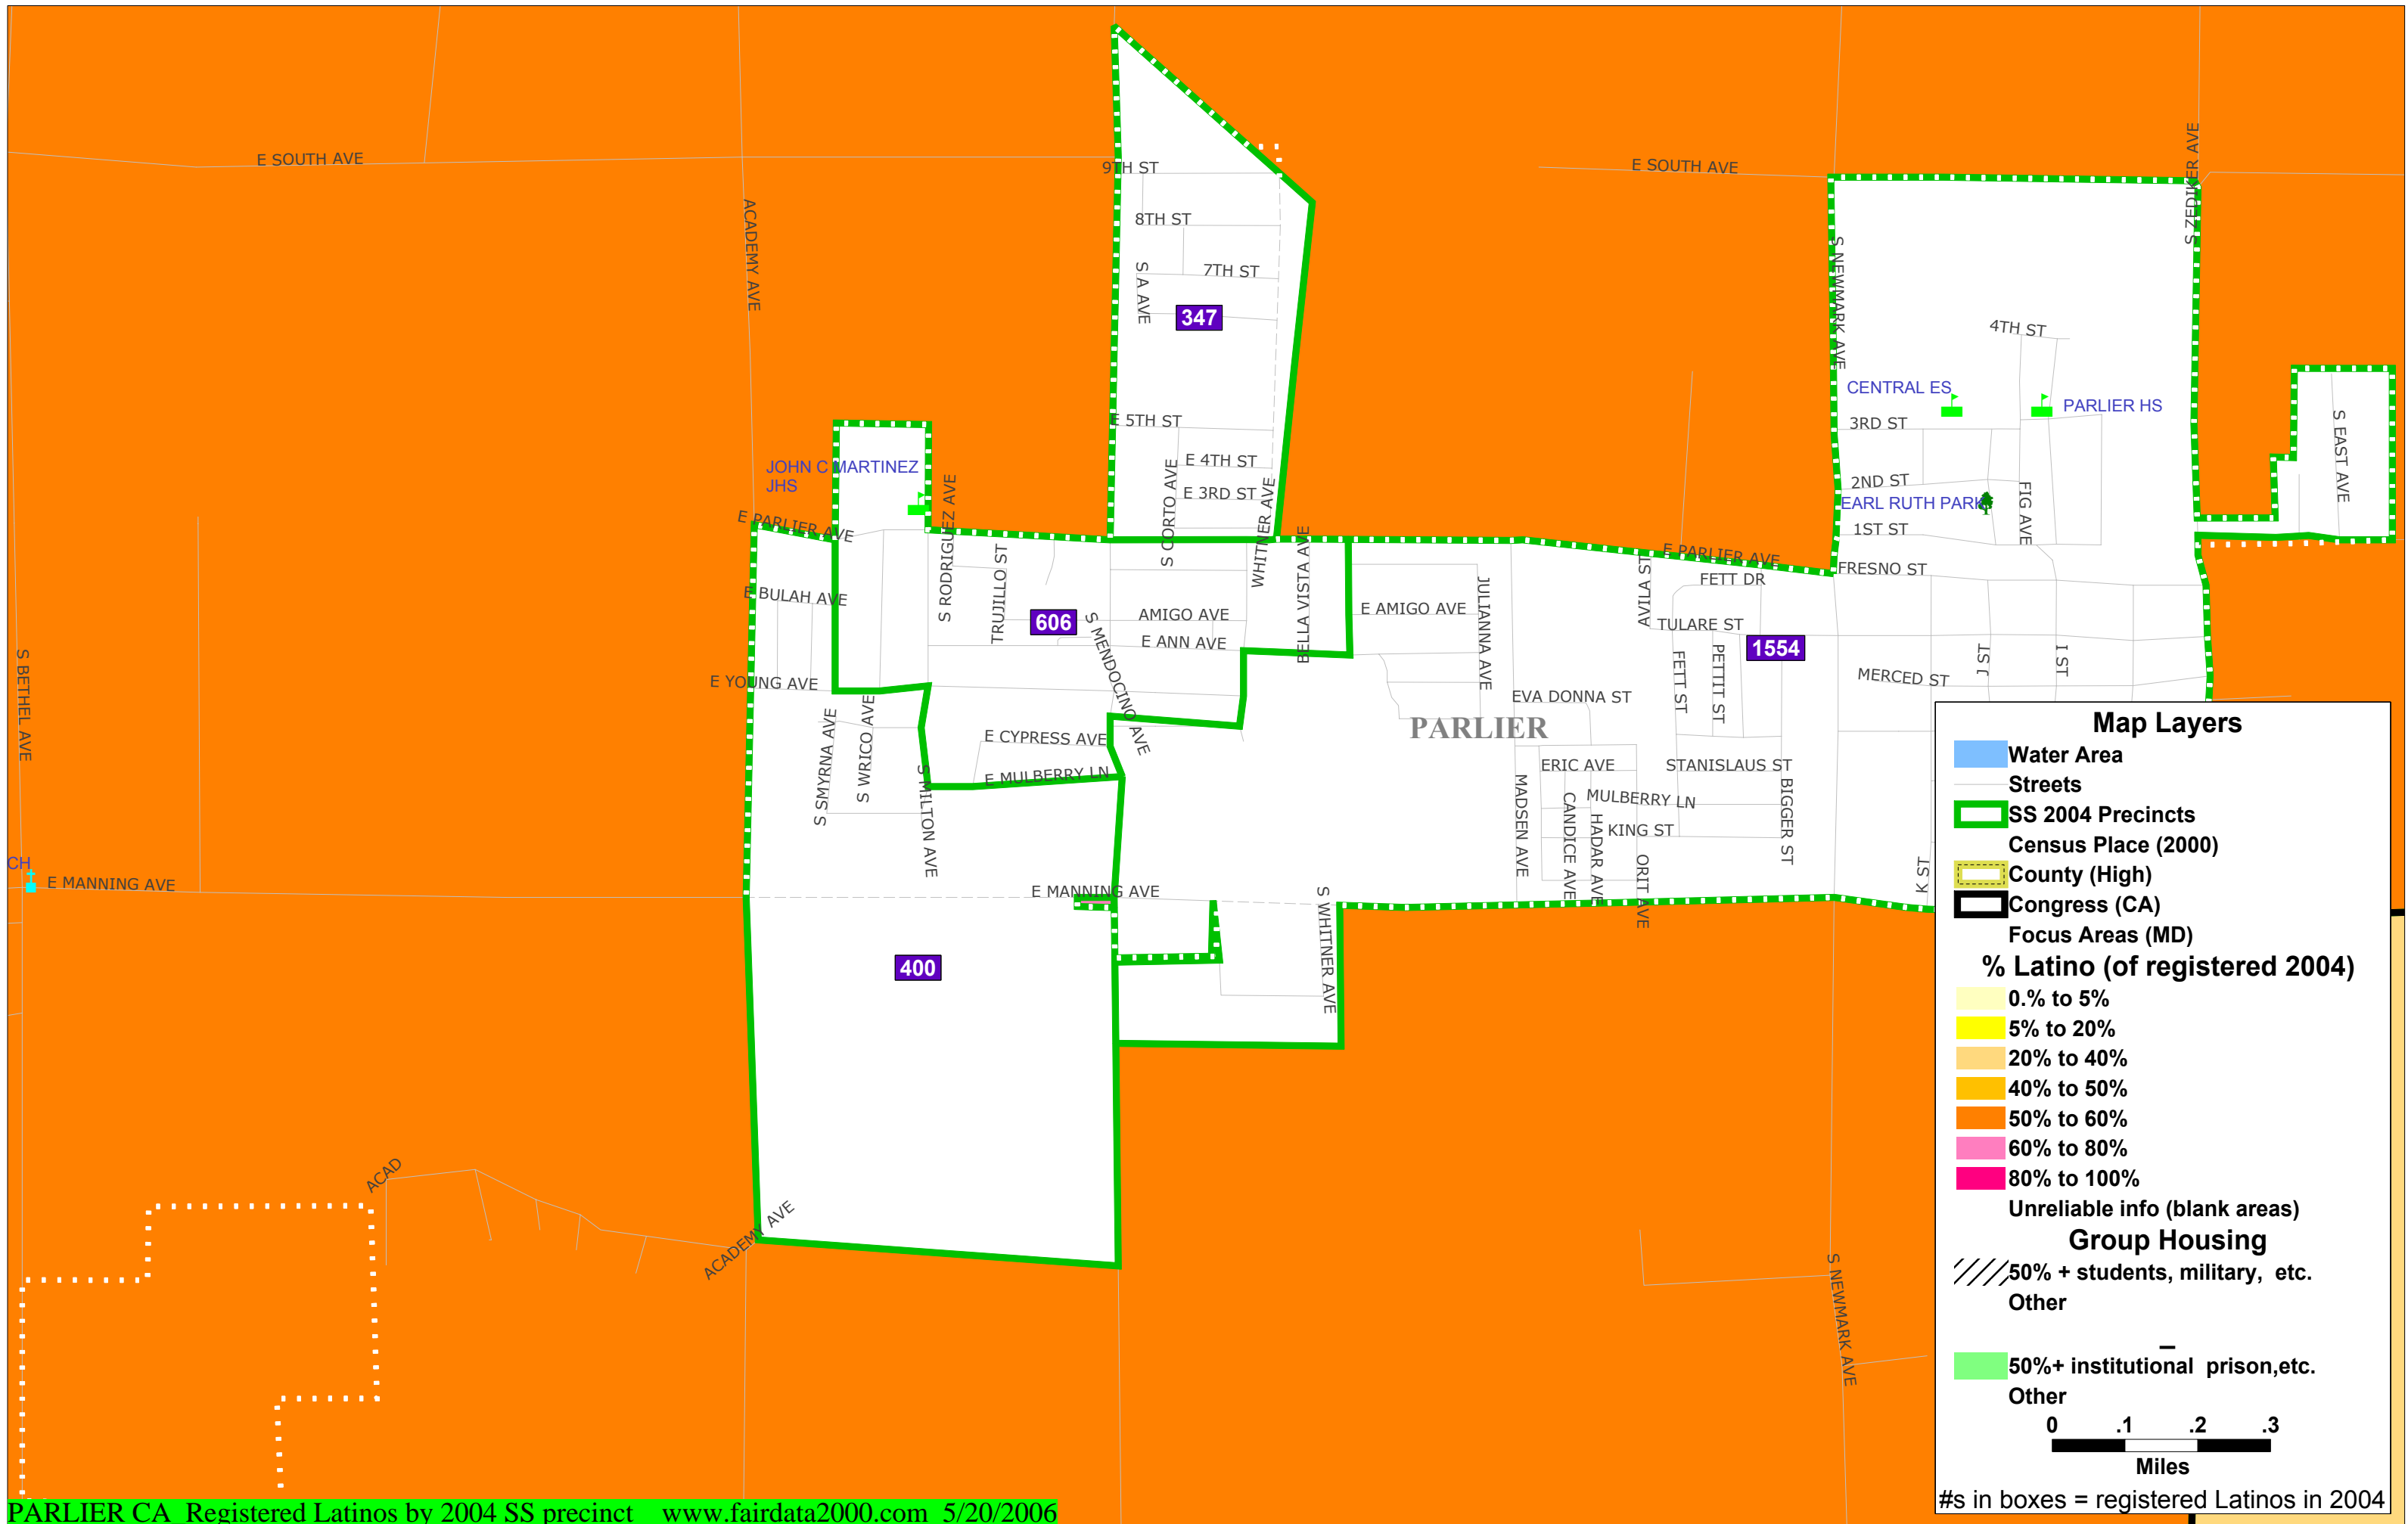 E SOUTH AVE
E SOUTH AVE
S ZEDIKER AVE
9TH ST
ACADEMY AVE
8TH ST
S NEWMARK AVE
7TH ST
S A AVE
347
4TH ST
CENTRAL ES
PARLIER HS
E 5TH ST
3RD ST
S EAST AVE
JOHN C MARTINEZ
JHS
E 4TH ST
S CORTO AVE
E 3RD ST
WHITNER AVE
2ND ST
EARL RUTH PARK
FIG AVE
S RODRIGUEZ AVE
E PARLIER AVE
1ST ST
TRUJILLO ST
BELLA VISTA AVE
E PARLIER AVE
FRESNO ST
JULIANNA AVE
AVILA ST
FETT DR
E BULAH AVE
606
S MENDOCINO AVE
AMIGO AVE
E AMIGO AVE
TULARE ST
E ANN AVE
1554
S BETHEL AVE
FETT ST
PETTIT ST
J ST
I ST
MERCED ST
E YOUNG AVE
EVA DONNA ST
PARLIER
S SMYRNA AVE
S WRICO AVE
E CYPRESS AVE
S MILTON AVE
E MULBERRY LN
ERIC AVE
STANISLAUS ST
MADSEN AVE
CANDICE AVE
MULBERRY LN
HADAR AVE
KING ST
BIGGER ST
ORIT AVE
K ST
CH
E MANNING AVE
E MANNING AVE
S WHITNER AVE
400
ACAD
ACADEMY AVE
S NEWMARK AVE
Map Layers
Water Area
Streets
SS 2004 Precincts
Census Place (2000)
County (High)
Congress (CA)
Focus Areas (MD)
% Latino (of registered 2004)
0.% to 5%
5% to 20%
20% to 40%
40% to 50%
50% to 60%
60% to 80%
80% to 100%
Unreliable info (blank areas)
Group Housing
50% + students, military, etc.
Other
50%+ institutional prison,etc.
Other
0 .1 .2 .3
Miles
#s in boxes = registered Latinos in 2004
PARLIER CA Registered Latinos by 2004 SS precinct www.fairdata2000.com 5/20/2006